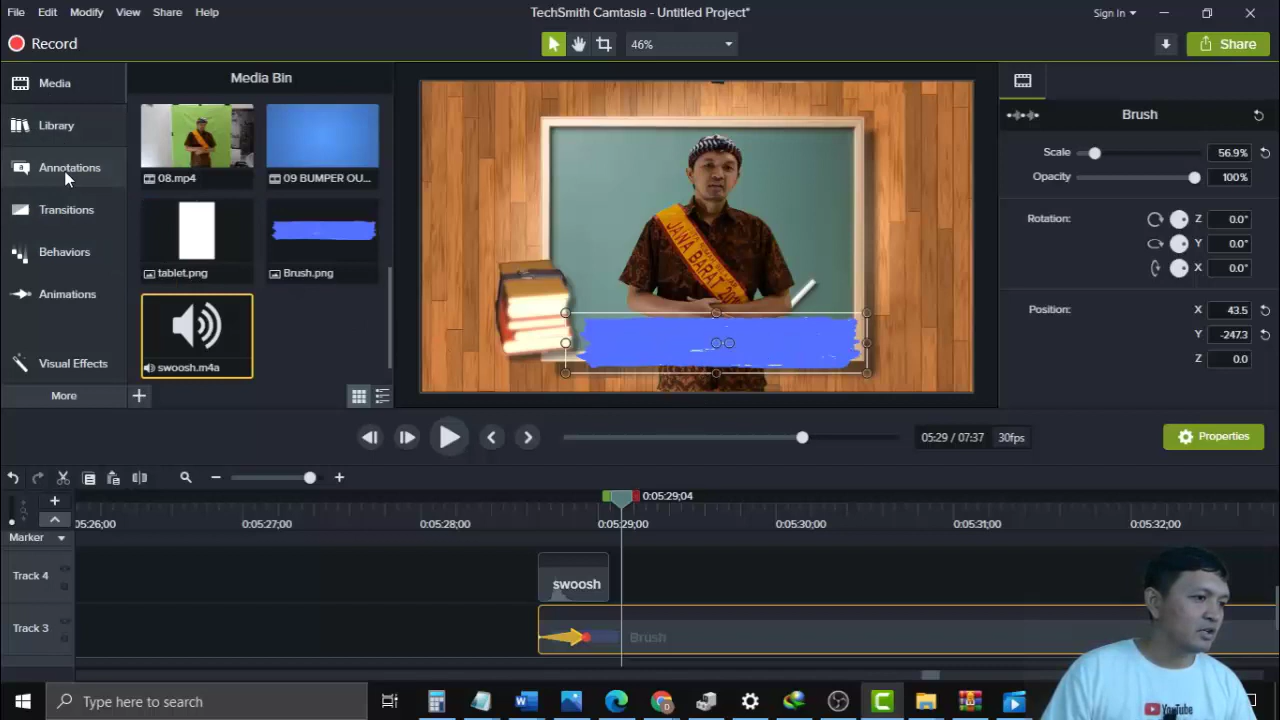 File Edit Modify View Share Help
TechSmith Camtasia - Untitled Project*
Sign In
Record
46%
Share
Media
Library
Annotations
Transitions
Behaviors
Animations
Visual Effects
More
Media Bin
08.mp4
09 BUMPER OU...
tablet.png
Brush.png
swoosh.m4a
JAWA BARAT 20
Brush
Scale 56.9%
Opacity 100%
Rotation: Z 0.0°
Y 0.0°
X 0.0°
Position: X 43.5
Y -247.3
Z 0.0
05:29 / 07:37 30fps
Properties
0:05:29;04
05:26;00 0:05:27;00 0:05:28;00 0:05:29;00 0:05:30;00 0:05:31;00 0:05:32;00
Marker
Track 4
swoosh
Track 3
Brush
Type here to search
YouTube